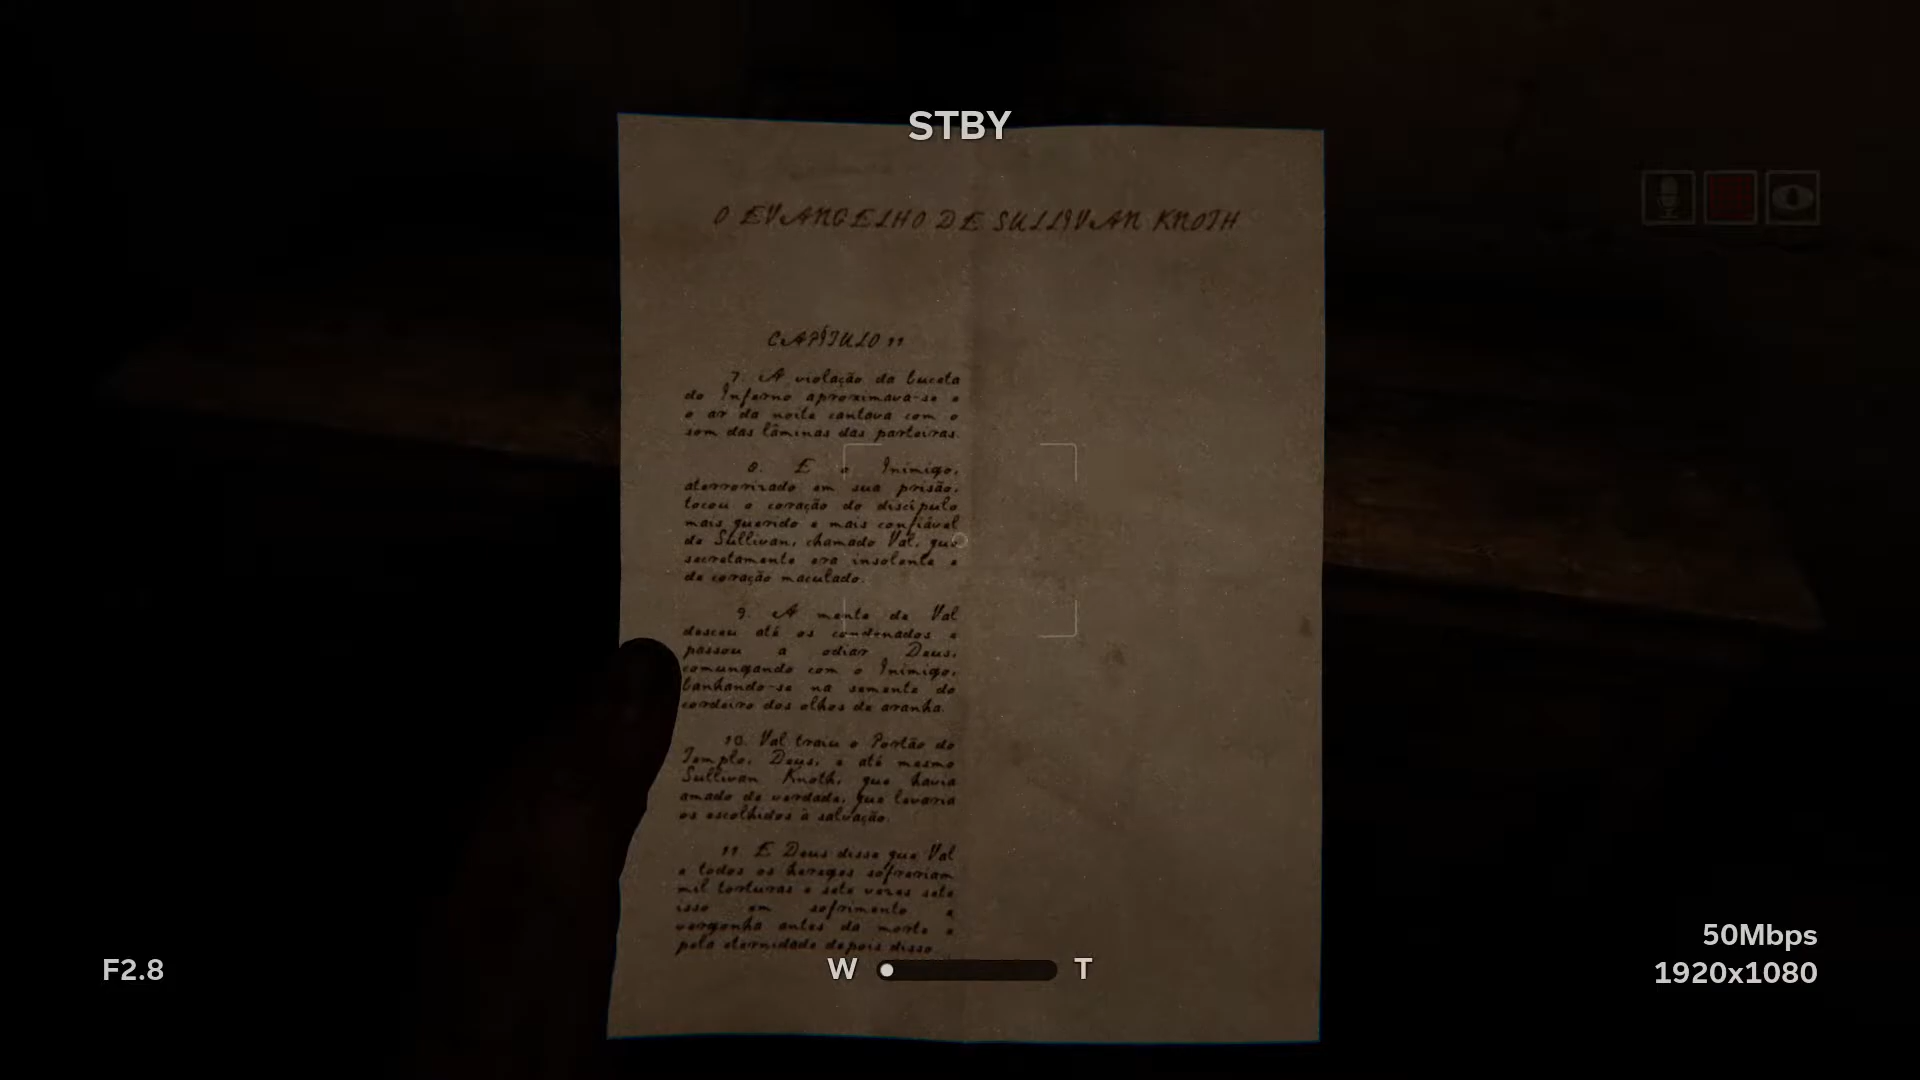 STBY
O EVANGELHO DE SULLIVAN KNOTH
CAPÍTULO 11
7. A violação da buceta
do Inferno aproximava-se e
o ar da noite cantava com o
som das lâminas das parteiras.
8. E o Inimigo,
aterrorizado em sua prisão,
tocou o coração do discípulo
mais querido e mais confiável
de Sullivan, chamado Val, que
secretamente era insolente e
de coração maculado.
9. A mente de Val
desceu até os condenados e
passou a odiar Deus,
comungando com o Inimigo,
banhando-se na semente do
cordeiro dos olhos de aranha.
10. Val traiu o Portão do
Templo, Deus, e até mesmo
Sullivan Knoth, que havia
amado de verdade, que levaria
os escolhidos à salvação.
11. E Deus disse que Val
e todos os hereges sofreriam
mil torturas e sete vezes sete
isso em sofrimento e
vergonha antes da morte e
pela eternidade depois disso.
F2.8
W T
50Mbps
1920x1080